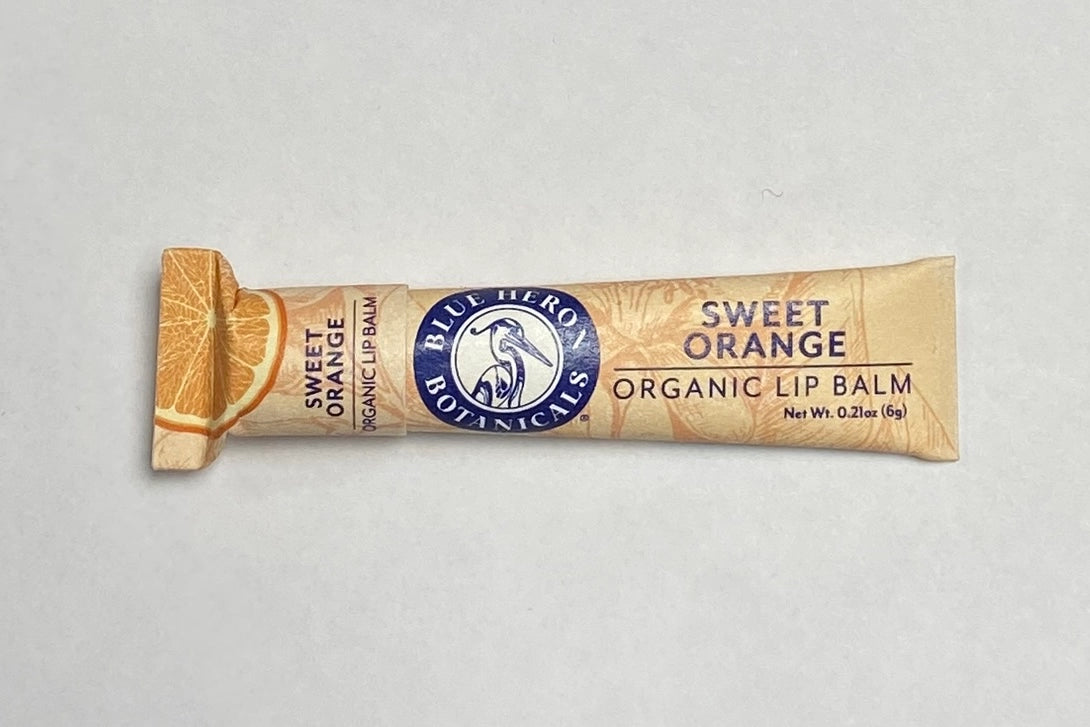 SWEET
ORANGE
ORGANIC LIP BALM
BLUE HERON
BOTANICALS®
SWEET
ORANGE
ORGANIC LIP BALM
Net Wt. 0.21oz (6g)